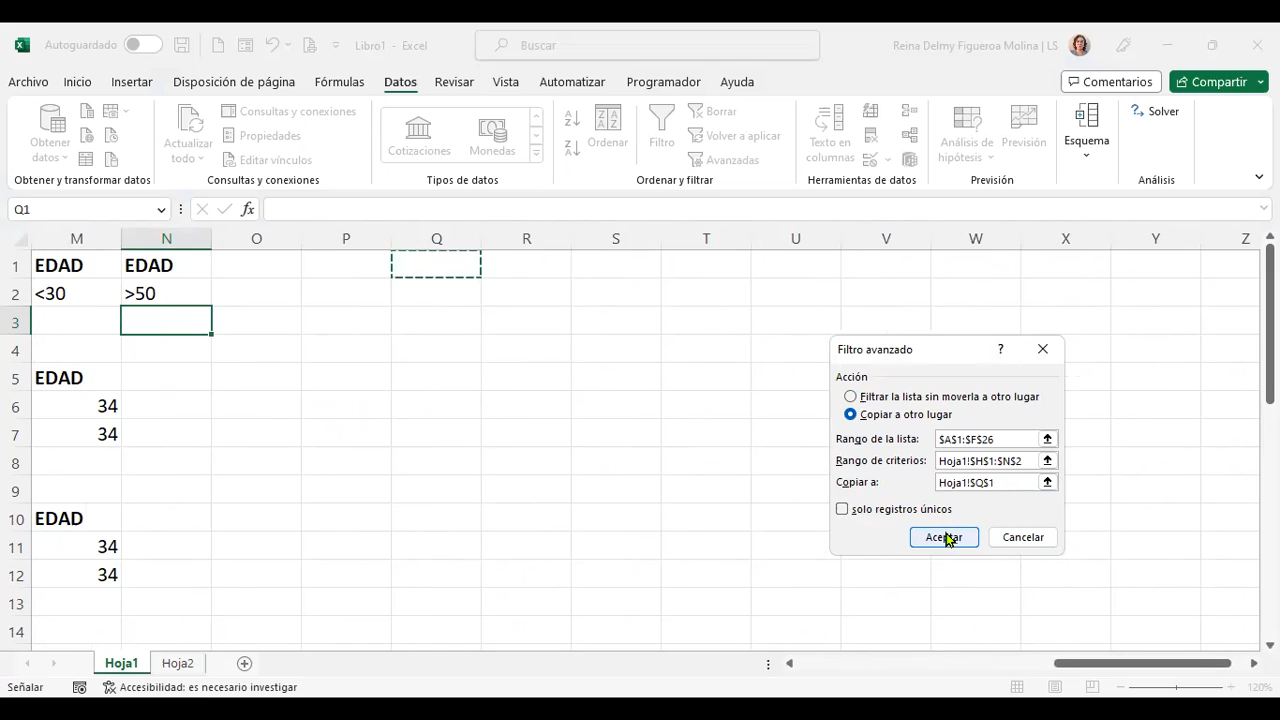 Autoguardado
Libro1 - Excel
Buscar
Reina Delmy Figueroa Molina | LS
Archivo Inicio Insertar Disposición de página Fórmulas Datos Revisar Vista Automatizar Programador Ayuda
Comentarios
Compartir
Obtener datos
Obtener y transformar datos
Actualizar todo
Consultas y conexiones
Propiedades
Editar vínculos
Consultas y conexiones
Cotizaciones
Monedas
Tipos de datos
Ordenar
Filtro
Borrar
Volver a aplicar
Avanzadas
Ordenar y filtrar
Texto en columnas
Herramientas de datos
Análisis de hipótesis
Previsión
Previsión
Esquema
Solver
Análisis
Q1
fx
M N O P Q R S T U V W X Y Z
1 EDAD EDAD
2 <30 >50
3
4
5 EDAD
6 34
7 34
8
9
10 EDAD
11 34
12 34
13
14
Filtro avanzado
?
Acción
Filtrar la lista sin moverla a otro lugar
Copiar a otro lugar
Rango de la lista: $A$1:$F$26
Rango de criterios: Hoja1!$H$1:$N$2
Copiar a: Hoja1!$Q$1
Solo registros únicos
Aceptar Cancelar
Hoja1 Hoja2
Señalar
Accesibilidad: es necesario investigar
120%